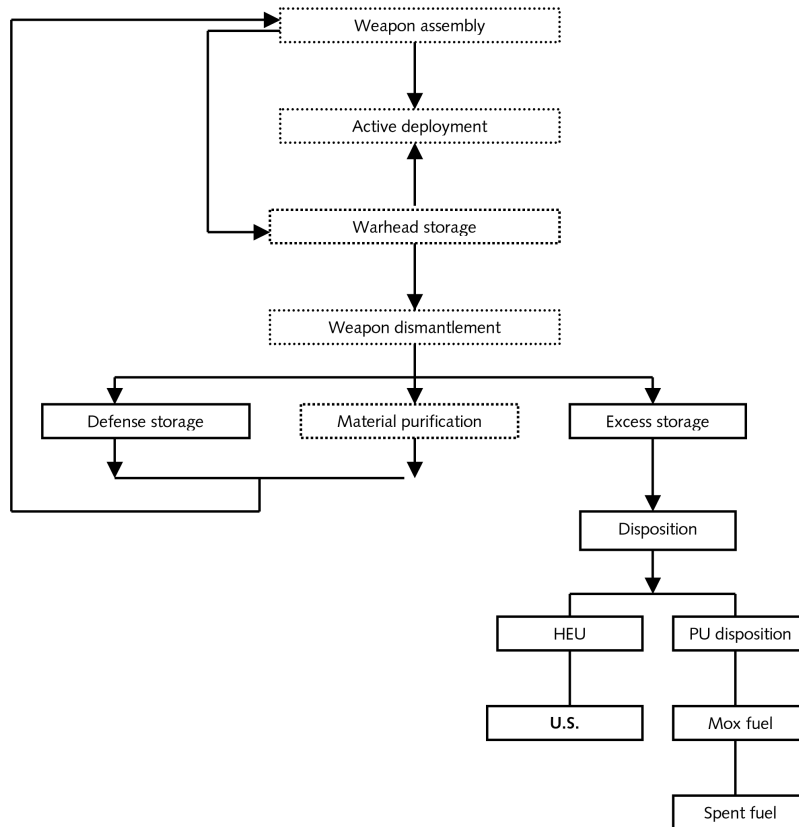 Weapon assembly
Active deployment
Warhead storage
Weapon dismantlement
Defense storage
Material purification
Excess storage
Disposition
HEU
PU disposition
U.S.
Mox fuel
Spent fuel